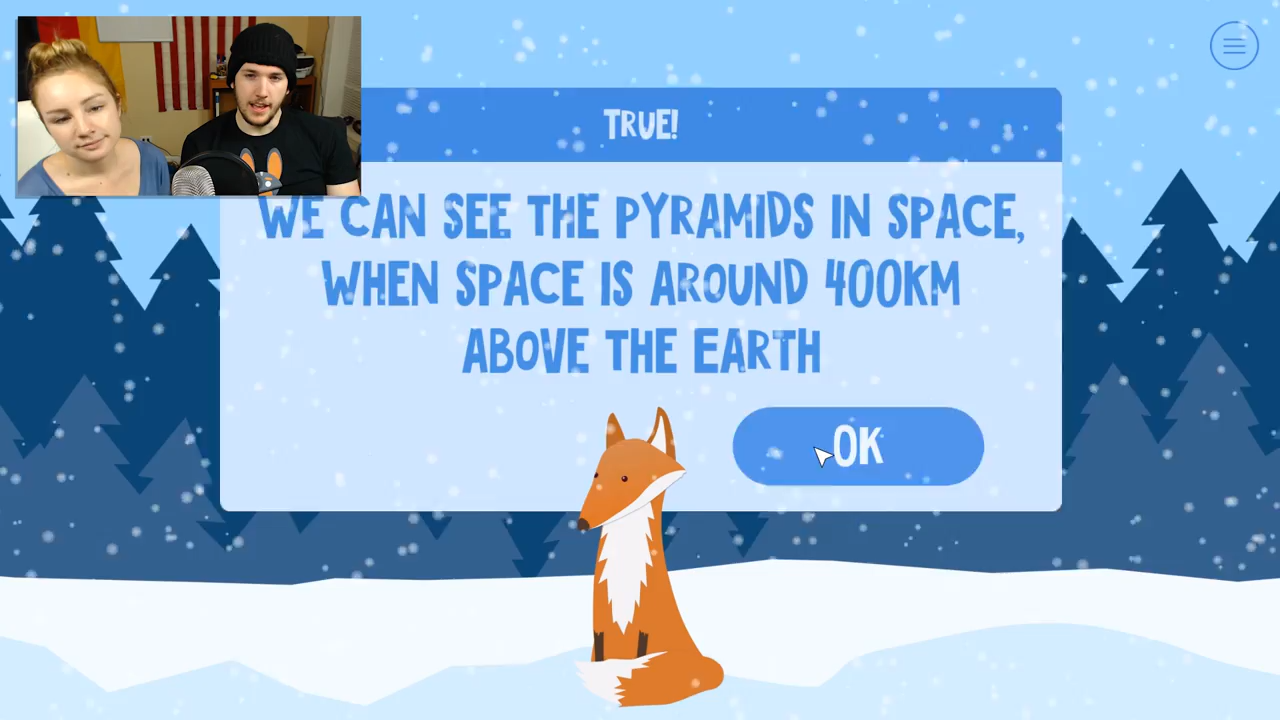 TRUE!
WE CAN SEE THE PYRAMIDS IN SPACE,
WHEN SPACE IS AROUND 400KM
ABOVE THE EARTH
OK